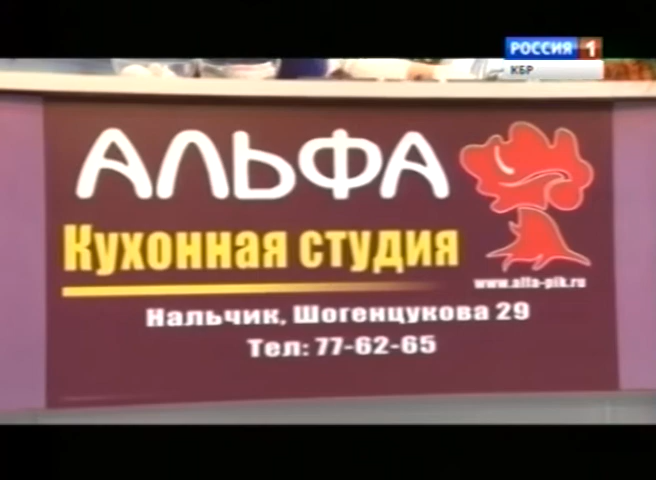 РОССИЯ 1
КБР
АЛЬФА
Кухонная студия
www.alfa-pik.ru
Нальчик, Шогенцукова 29
Тел: 77-62-65